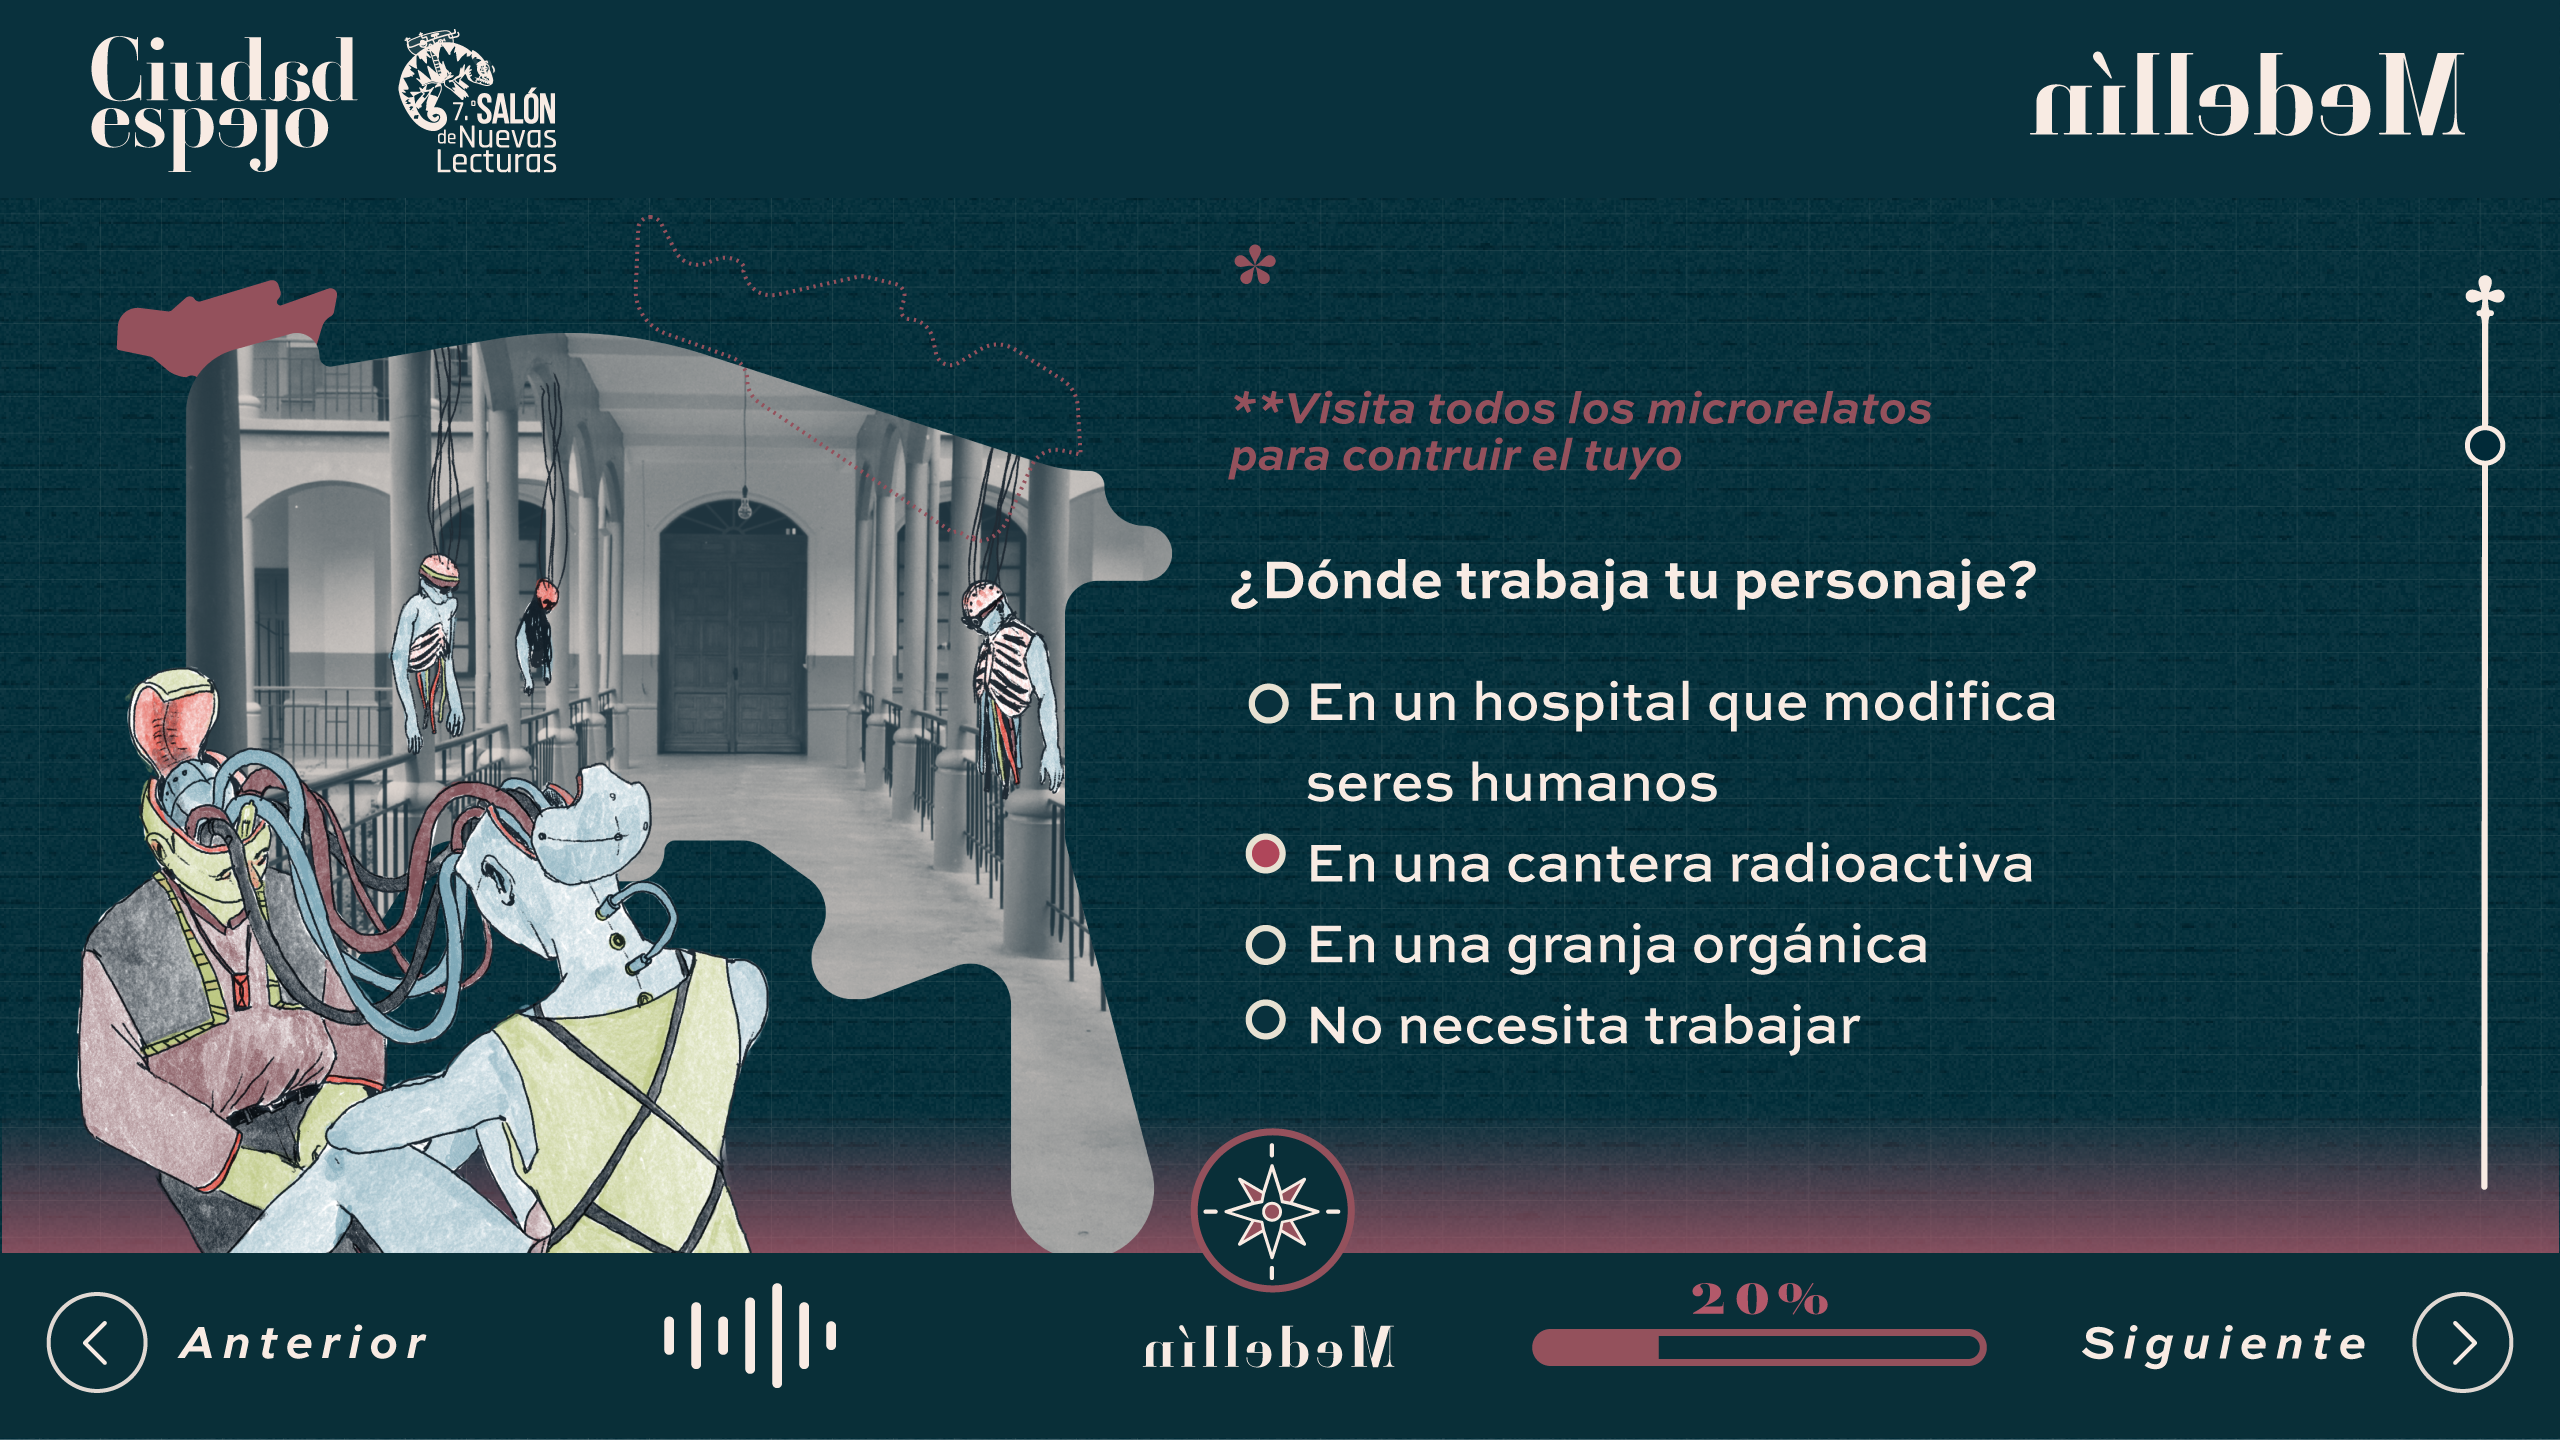 Ciudad
espejo
7.º SALÓN
de Nuevas
Lecturas
Medellín
*
**Visita todos los microrelatos
para contruir el tuyo
¿Dónde trabaja tu personaje?
En un hospital que modifica
seres humanos
En una cantera radioactiva
En una granja orgánica
No necesita trabajar
Anterior
Medellín
20%
Siguiente